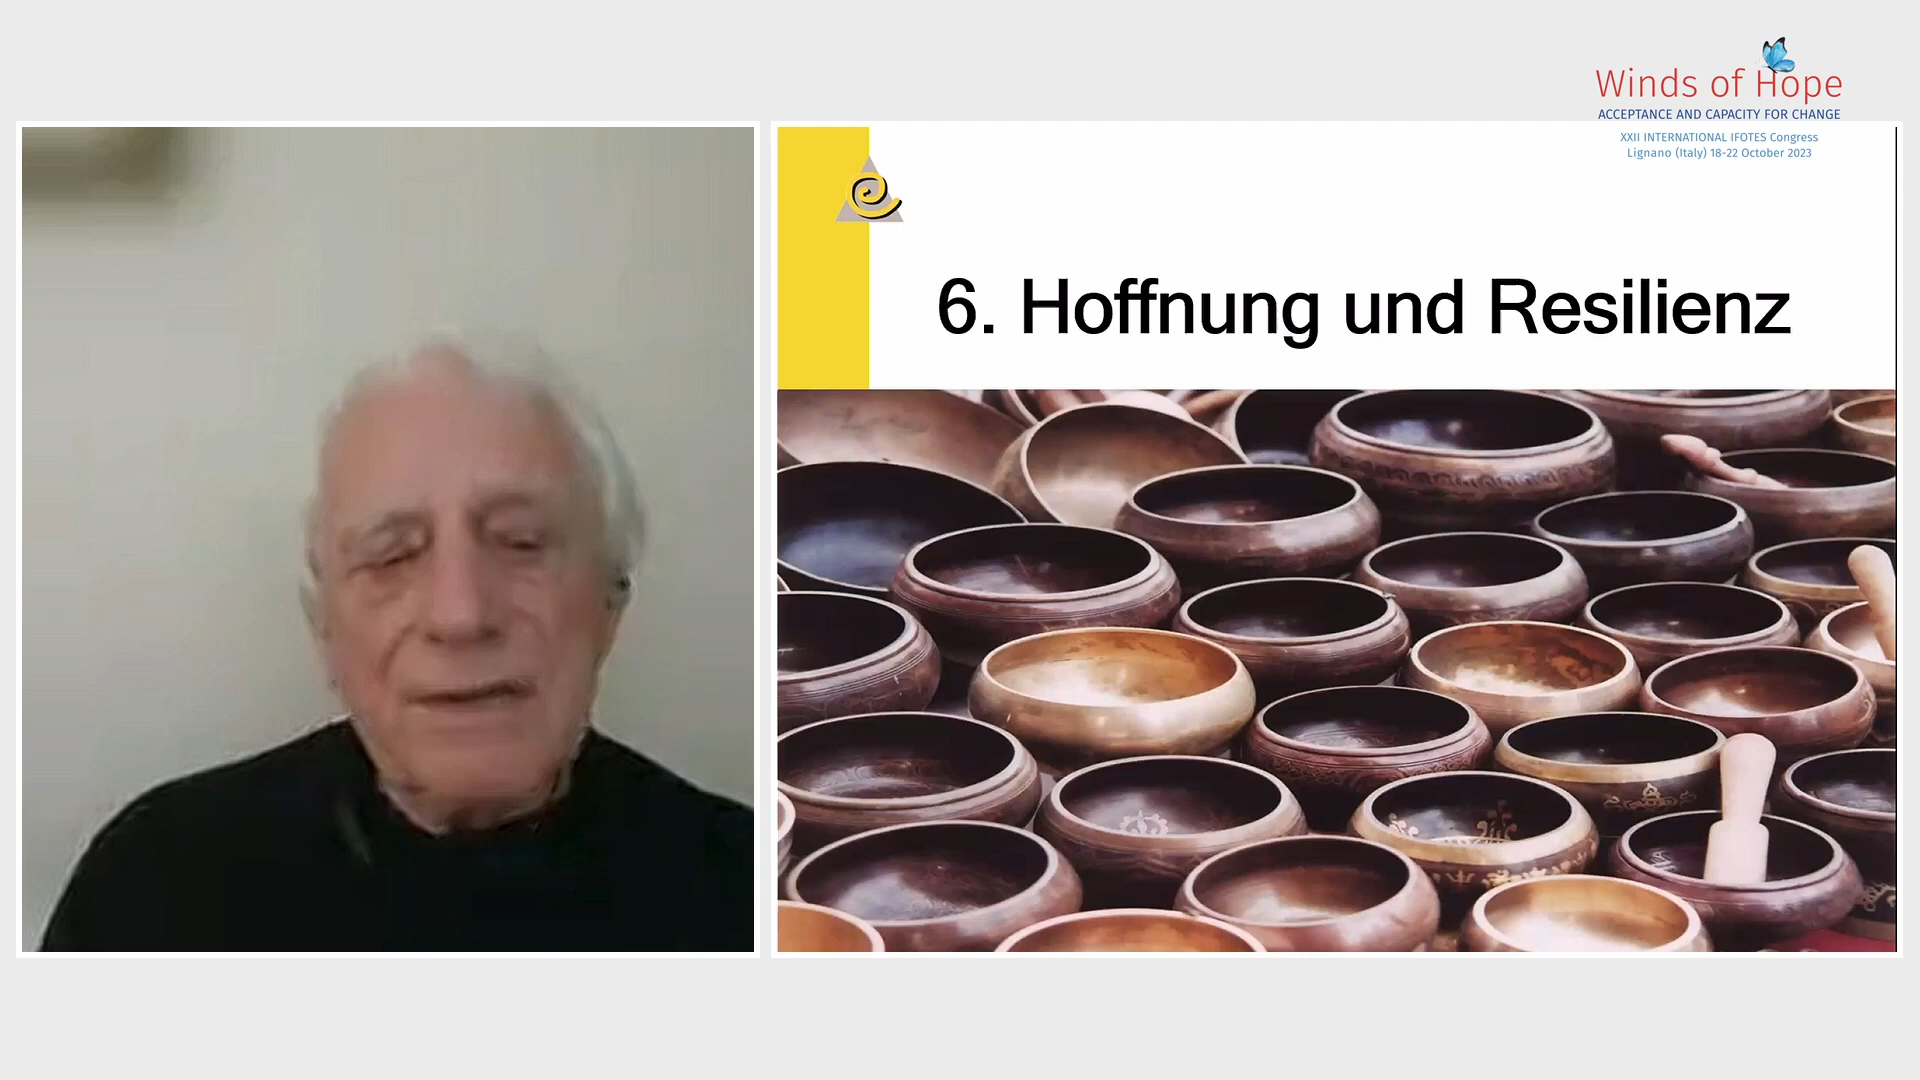 Winds of Hope
ACCEPTANCE AND CAPACITY FOR CHANGE
XXII INTERNATIONAL IFOTES Congress
Lignano (Italy) 18-22 October 2023
6. Hoffnung und Resilienz